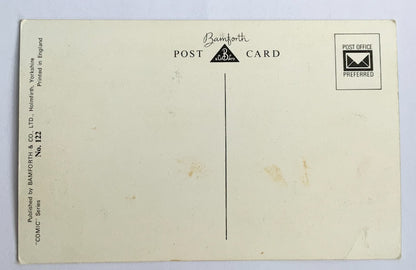 Bamforth
POST CARD
B
POST OFFICE
PREFERRED
Published by BAMFORTH & CO. LTD., Holmfirth, Yorkshire
"COMIC" Series No. 122 Printed in England